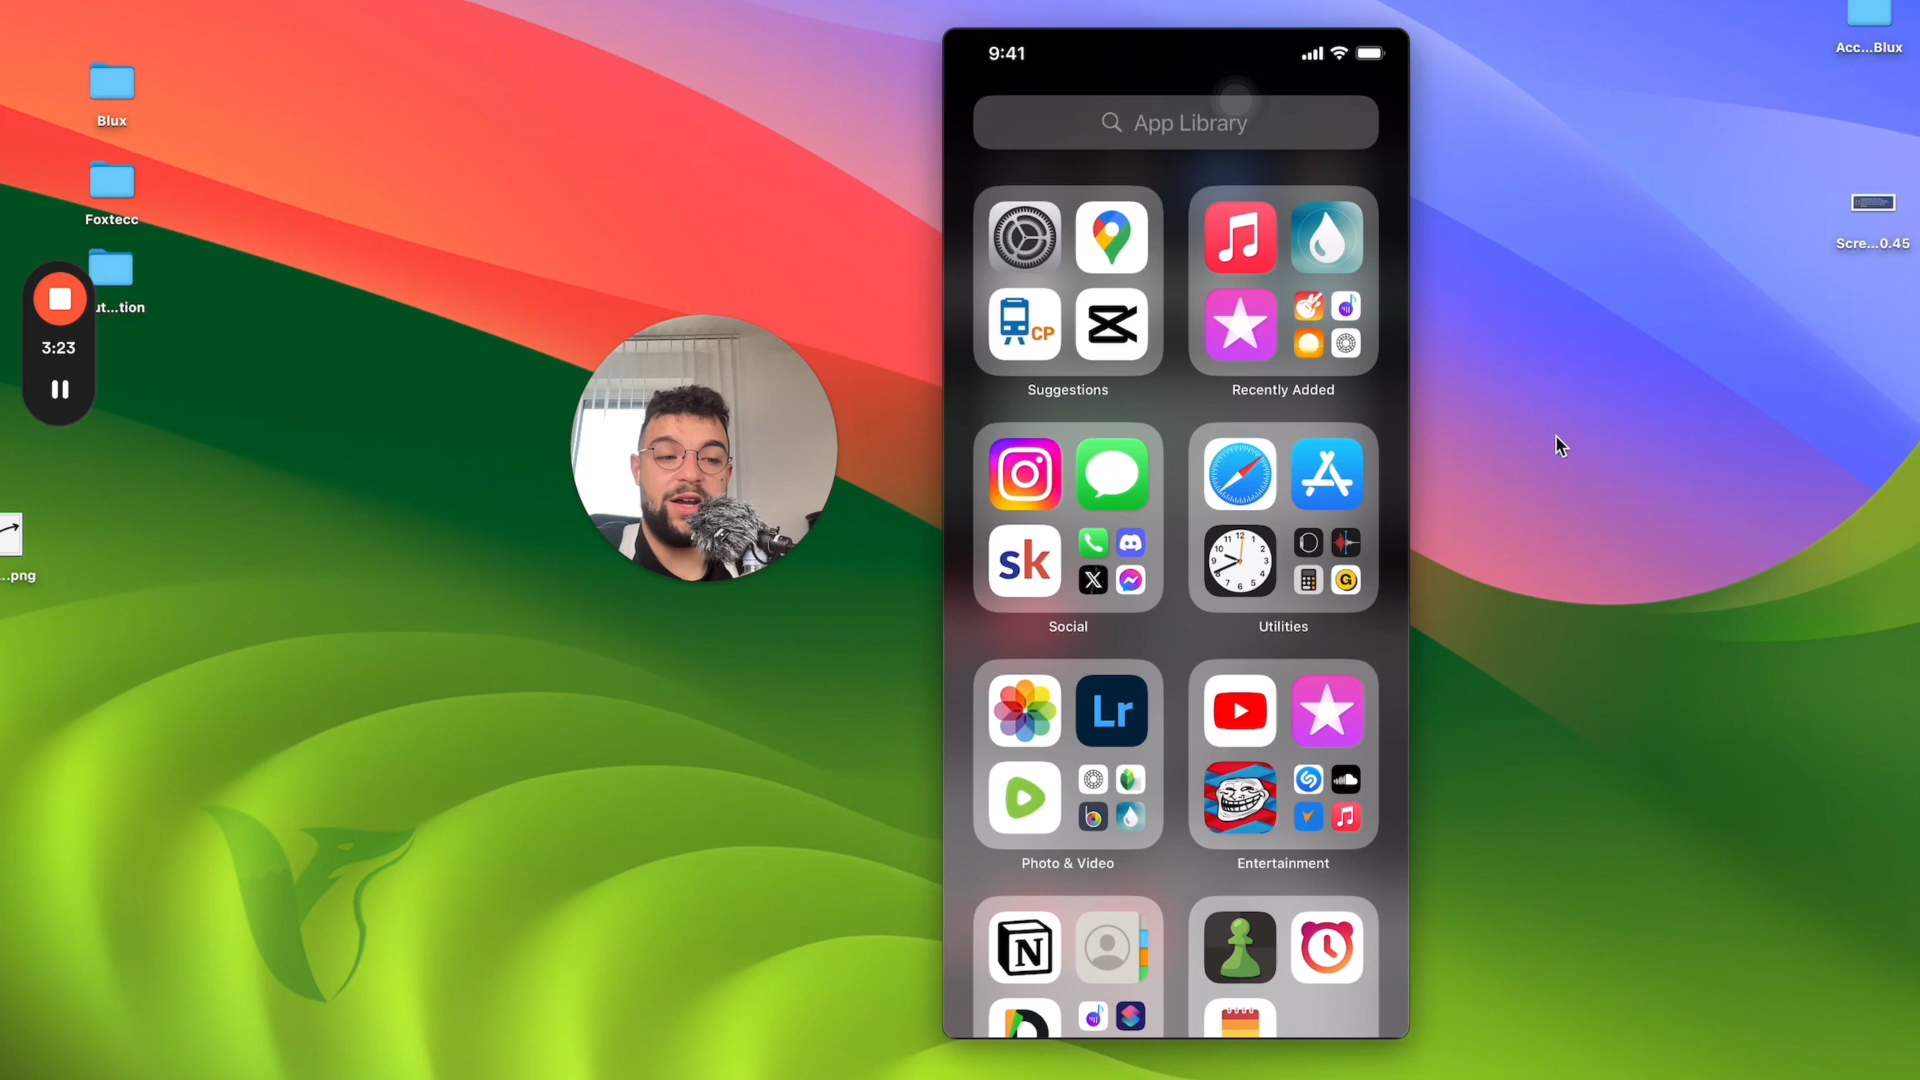 Blux
Foxtecc
ut...tion
3:23
...png
9:41
App Library
CP
Suggestions
Recently Added
sk
X
G
Social
Utilities
Lr
Photo & Video
Entertainment
N
Acc...Blux
Scre...0.45